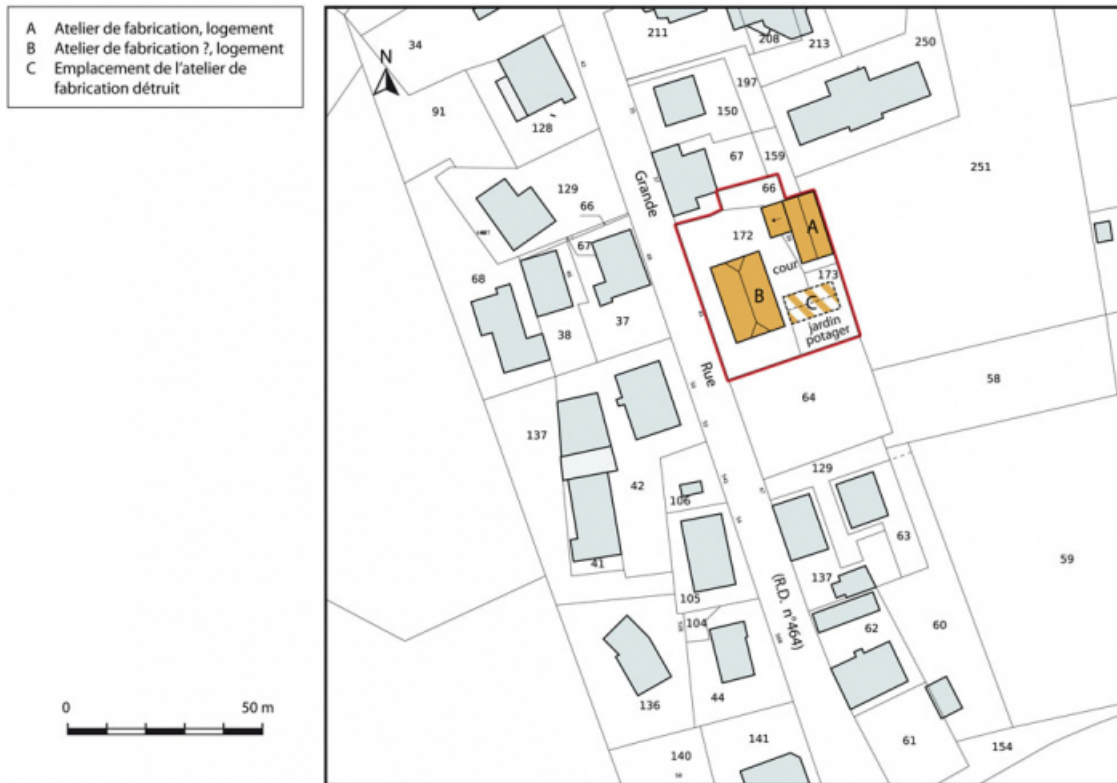 A Atelier de fabrication, logement
B Atelier de fabrication ?, logement
C Emplacement de l'atelier de
fabrication détruit
N
34
211
208
213
250
91
128
197
150
67
159
251
129
66
66
Grande
172
A
67
cour
173
68
B
C
38
37
jardin
potager
Rue
58
64
137
42
129
106
63
59
41
105
137
(R.D. n°464)
104
62
60
136
44
61
140
141
154
0
50 m